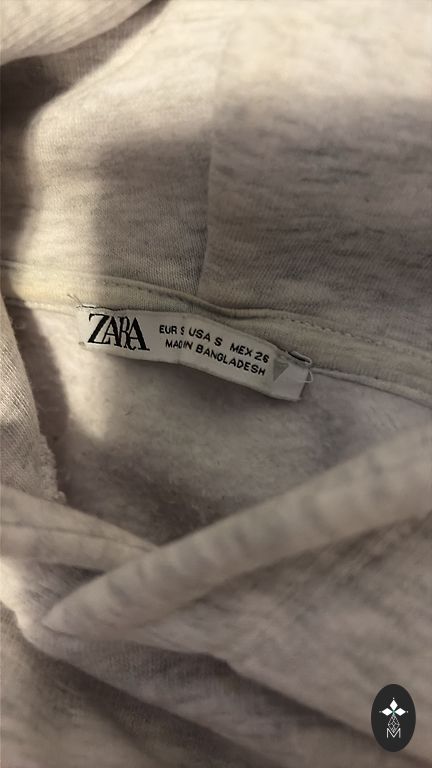 ZARA
EUR S USA S MEX 26
MADE IN BANGLADESH
M